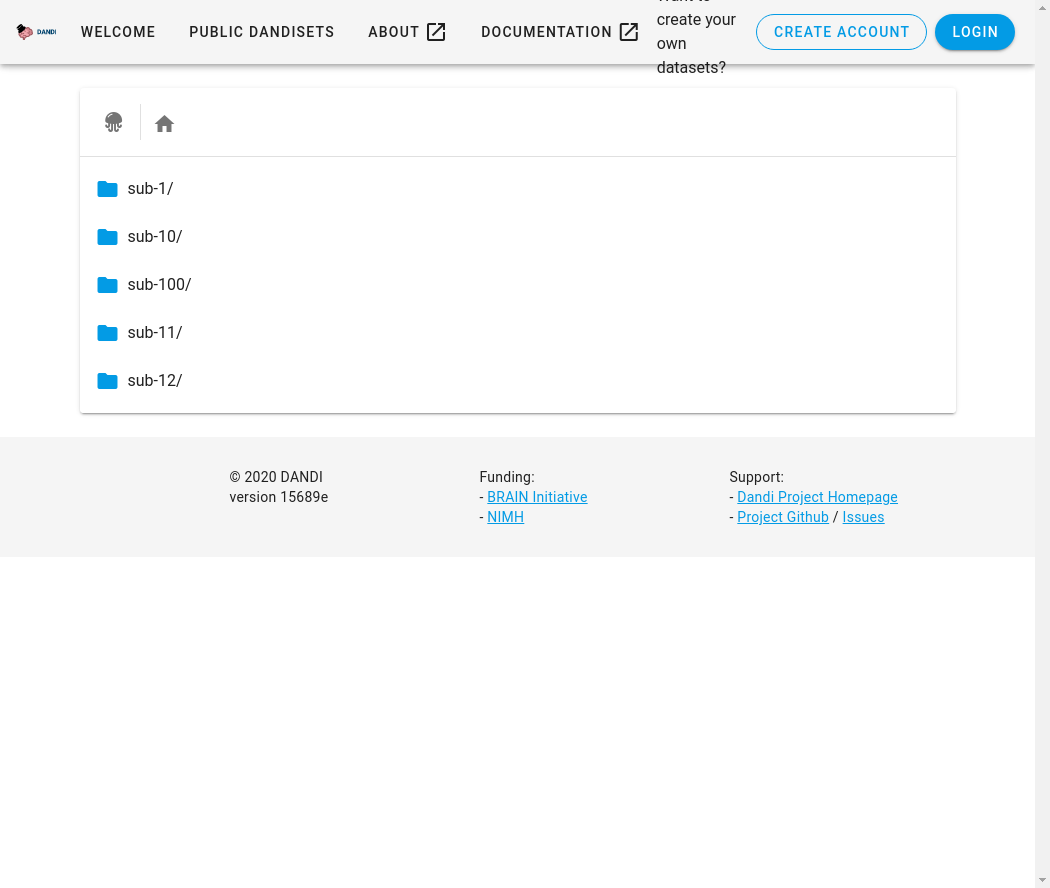 DANDI
WELCOME
PUBLIC DANDISETS
ABOUT
DOCUMENTATION
create your
own
datasets?
CREATE ACCOUNT
LOGIN
sub-1/
sub-10/
sub-100/
sub-11/
sub-12/
© 2020 DANDI
version 15689e
Funding:
- BRAIN Initiative
- NIMH
Support:
- Dandi Project Homepage
- Project Github / Issues